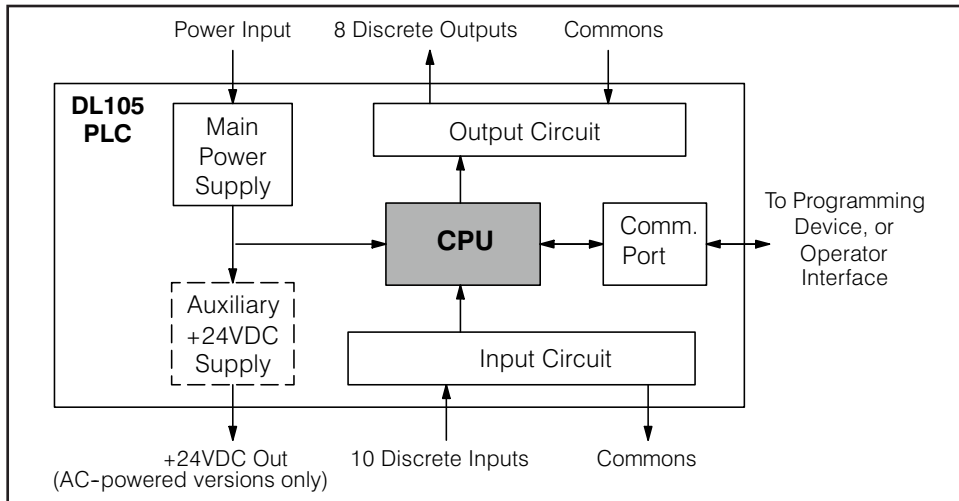 Power Input
8 Discrete Outputs
Commons
DL105
PLC
Main
Power
Supply
Output Circuit
CPU
Comm.
Port
To Programming
Device, or
Operator
Interface
Auxiliary
+24VDC
Supply
Input Circuit
+24VDC Out
(AC-powered versions only)
10 Discrete Inputs
Commons